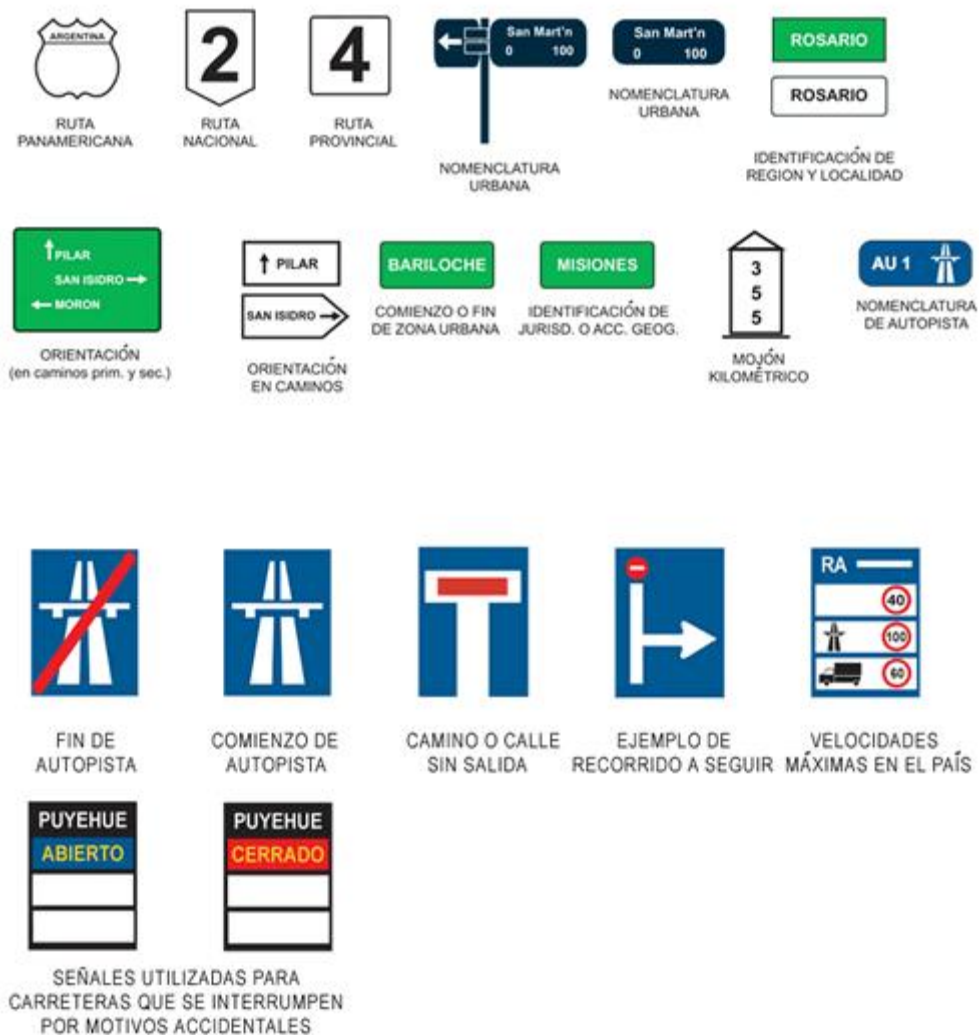 ARGENTINA
RUTA
PANAMERICANA
2
RUTA
NACIONAL
4
RUTA
PROVINCIAL
San Mart'n
0 100
NOMENCLATURA
URBANA
San Mart'n
0 100
NOMENCLATURA
URBANA
ROSARIO
ROSARIO
IDENTIFICACIÓN DE
REGION Y LOCALIDAD
↑ PILAR
SAN ISIDRO →
← MORON
ORIENTACIÓN
(en caminos prim. y sec.)
↑ PILAR
SAN ISIDRO →
ORIENTACIÓN
EN CAMINOS
BARILOCHE
COMIENZO O FIN
DE ZONA URBANA
MISIONES
IDENTIFICACIÓN DE
JURISD. O ACC. GEOG.
3
5
5
MOJÓN
KILOMÉTRICO
AU 1
NOMENCLATURA
DE AUTOPISTA
FIN DE
AUTOPISTA
COMIENZO DE
AUTOPISTA
CAMINO O CALLE
SIN SALIDA
EJEMPLO DE
RECORRIDO A SEGUIR
RA
40
100
60
VELOCIDADES
MÁXIMAS EN EL PAÍS
PUYEHUE
ABIERTO
PUYEHUE
CERRADO
SEÑALES UTILIZADAS PARA
CARRETERAS QUE SE INTERRUMPEN
POR MOTIVOS ACCIDENTALES